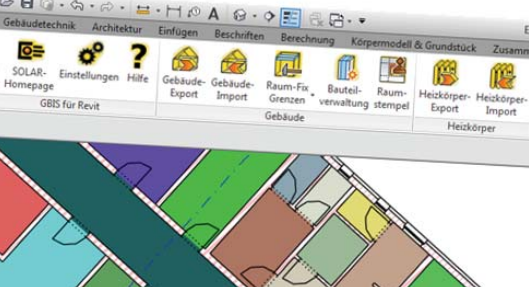 A
E
Gebäudetechnik Architektur Einfügen Beschriften Berechnung Körpermodell & Grundstück Zusamm
SOLAR-
Homepage
Einstellungen
Hilfe
Gebäude-
Export
Gebäude-
Import
Raum-Fix
Grenzen
Bauteil-
verwaltung
Raum-
stempel
Heizkörper-
Export
Heizkörper-
Import
GBIS für Revit
Gebäude
Heizkörper